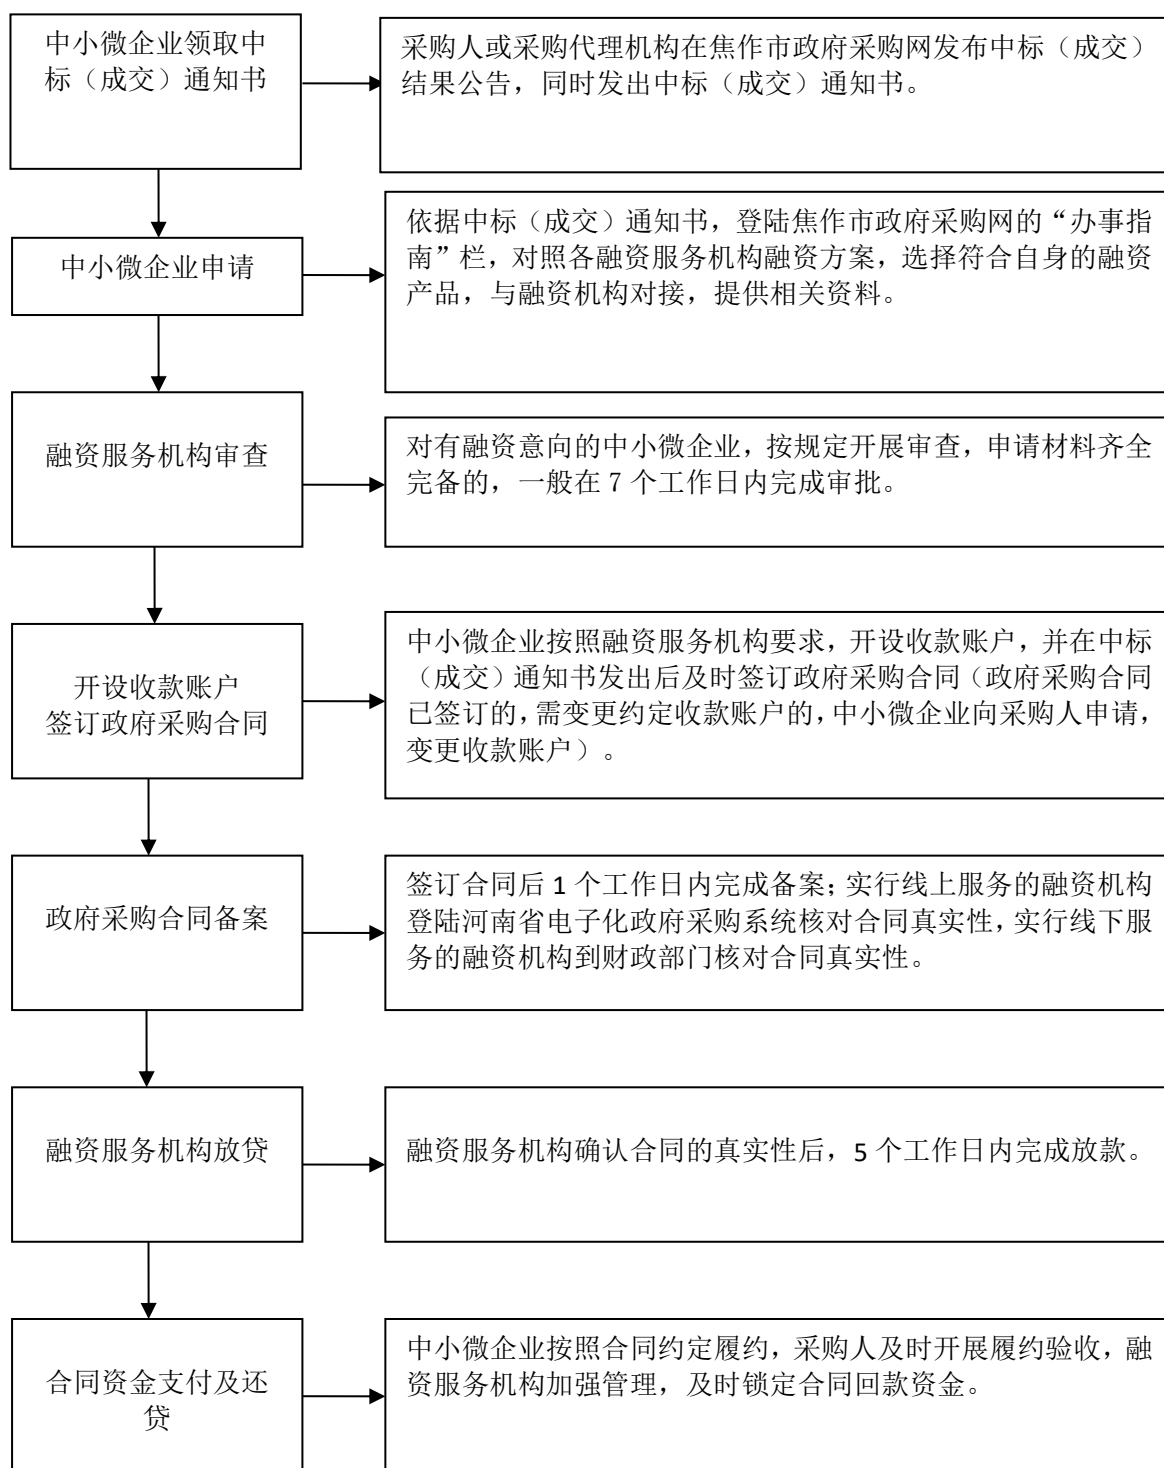 中小微企业领取中
标（成交）通知书
采购人或采购代理机构在焦作市政府采购网发布中标（成交）
结果公告，同时发出中标（成交）通知书。
中小微企业申请
依据中标（成交）通知书，登陆焦作市政府采购网的“办事指
南”栏，对照各融资服务机构融资方案，选择符合自身的融资
产品，与融资机构对接，提供相关资料。
融资服务机构审查
对有融资意向的中小微企业，按规定开展审查，申请材料齐全
完备的，一般在 7 个工作日内完成审批。
开设收款账户
签订政府采购合同
中小微企业按照融资服务机构要求，开设收款账户，并在中标
（成交）通知书发出后及时签订政府采购合同（政府采购合同
已签订的，需变更约定收款账户的，中小微企业向采购人申请，
变更收款账户）。
政府采购合同备案
签订合同后 1 个工作日内完成备案；实行线上服务的融资机构
登陆河南省电子化政府采购系统核对合同真实性，实行线下服
务的融资机构到财政部门核对合同真实性。
融资服务机构放贷
融资服务机构确认合同的真实性后，5 个工作日内完成放款。
合同资金支付及还
贷
中小微企业按照合同约定履约，采购人及时开展履约验收，融
资服务机构加强管理，及时锁定合同回款资金。